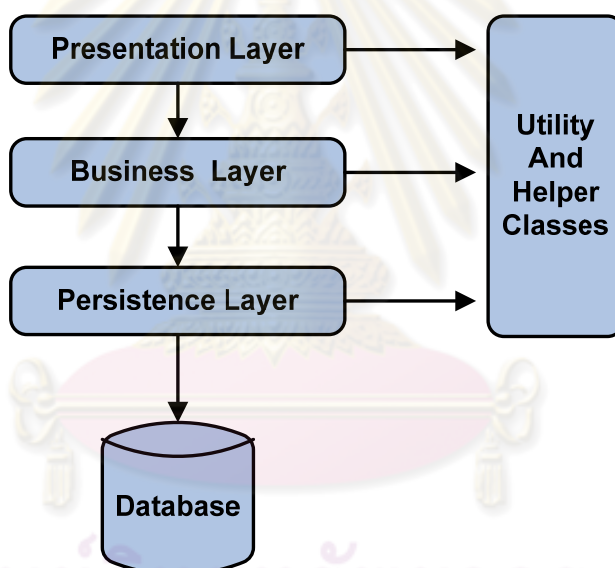 Presentation Layer
Business Layer
Persistence Layer
Database
Utility
And
Helper
Classes